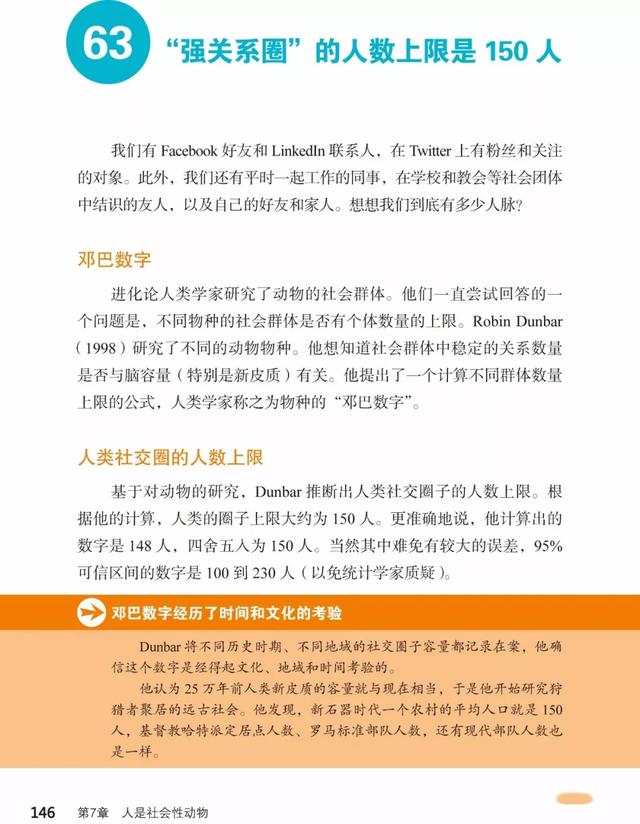 63
“强关系圈”的人数上限是 150 人
我们有 Facebook 好友和 LinkedIn 联系人，在 Twitter 上有粉丝和关注
的对象。此外，我们还有平时一起工作的同事，在学校和教会等社会团体
中结识的友人，以及自己的好友和家人。想想我们到底有多少人脉？
邓巴数字
进化论人类学家研究了动物的社会群体。他们一直尝试回答的一
个问题是，不同物种的社会群体是否有个体数量的上限。Robin Dunbar
（1998）研究了不同的动物物种。他想知道社会群体中稳定的关系数量
是否与脑容量（特别是新皮质）有关。他提出了一个计算不同群体数量
上限的公式，人类学家称之为物种的“邓巴数字”。
人类社交圈的人数上限
基于对动物的研究，Dunbar 推断出人类社交圈子的人数上限。根
据他的计算，人类的圈子上限大约为 150 人。更准确地说，他计算出的
数字是 148 人，四舍五入为 150 人。当然其中难免有较大的误差，95%
可信区间的数字是 100 到 230 人（以免统计学家质疑）。
邓巴数字经历了时间和文化的考验
Dunbar 将不同历史时期、不同地域的社交圈子容量都记录在案，他确
信这个数字是经得起文化、地域和时间考验的。
他认为 25 万年前人类新皮质的容量就与现在相当，于是他开始研究狩
猎者聚居的远古社会。他发现，新石器时代一个农村的平均人口就是 150
人，基督教哈特派定居点人数、罗马标准部队人数，还有现代部队人数也
是一样。
146 第7章 人是社会性动物